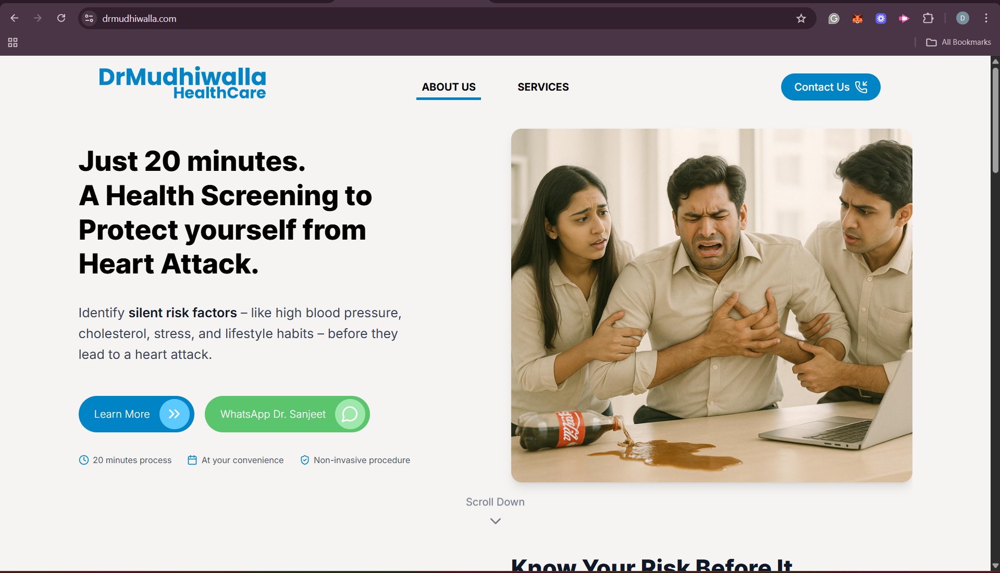 drmudhiwalla.com
D
All Bookmarks
DrMudhiwalla
HealthCare
ABOUT US
SERVICES
Contact Us
Just 20 minutes.
A Health Screening to
Protect yourself from
Heart Attack.
Identify silent risk factors – like high blood pressure,
cholesterol, stress, and lifestyle habits – before they
lead to a heart attack.
Learn More
WhatsApp Dr. Sanjeet
20 minutes process
At your convenience
Non-invasive procedure
Scroll Down
Know Your Risk Before It